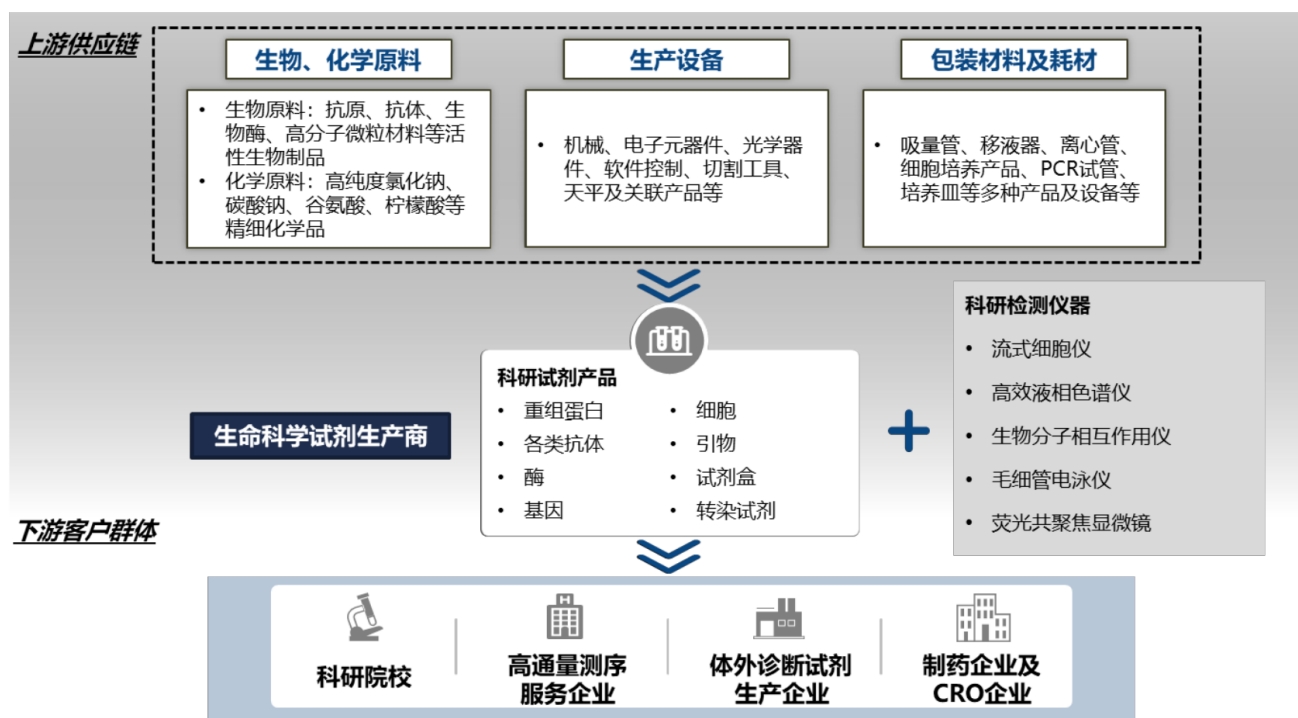 上游供应链
生物、化学原料
生产设备
包装材料及耗材
• 生物原料：抗原、抗体、生
物酶、高分子微粒材料等活
性生物制品
• 化学原料：高纯度氯化钠、
碳酸钠、谷氨酸、柠檬酸等
精细化学品
• 机械、电子元器件、光学器
件、软件控制、切割工具、
天平及关联产品等
• 吸量管、移液器、离心管、
细胞培养产品、PCR试管、
培养皿等多种产品及设备等
生命科学试剂生产商
科研试剂产品
• 重组蛋白
• 各类抗体
• 酶
• 基因
• 细胞
• 引物
• 试剂盒
• 转染试剂
科研检测仪器
• 流式细胞仪
• 高效液相色谱仪
• 生物分子相互作用仪
• 毛细管电泳仪
• 荧光共聚焦显微镜
下游客户群体
科研院校
H
高通量测序
服务企业
体外诊断试剂
生产企业
制药企业及
CRO企业